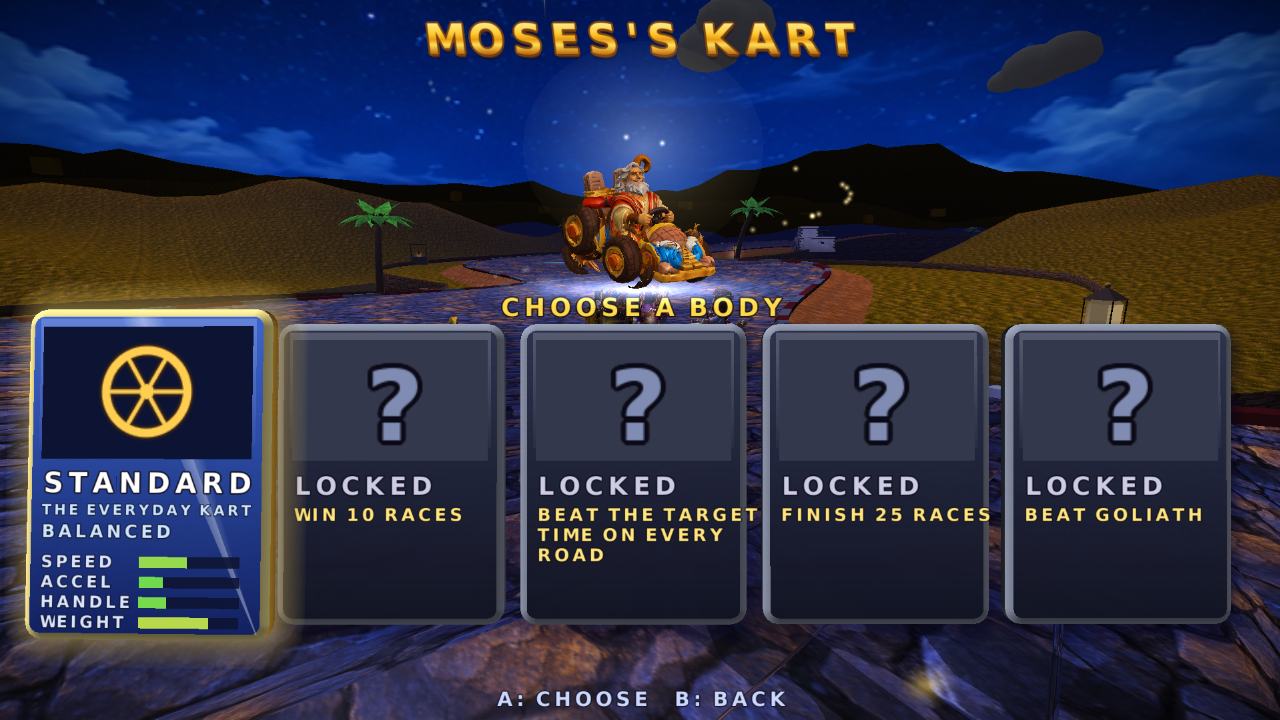 MOSES'S KART
CHOOSE A BODY
STANDARD
THE EVERYDAY KART
BALANCED
SPEED
ACCEL
HANDLE
WEIGHT
?
LOCKED
WIN 10 RACES
?
LOCKED
BEAT THE TARGET
TIME ON EVERY
ROAD
?
LOCKED
FINISH 25 RACES
?
LOCKED
BEAT GOLIATH
A: CHOOSE B: BACK